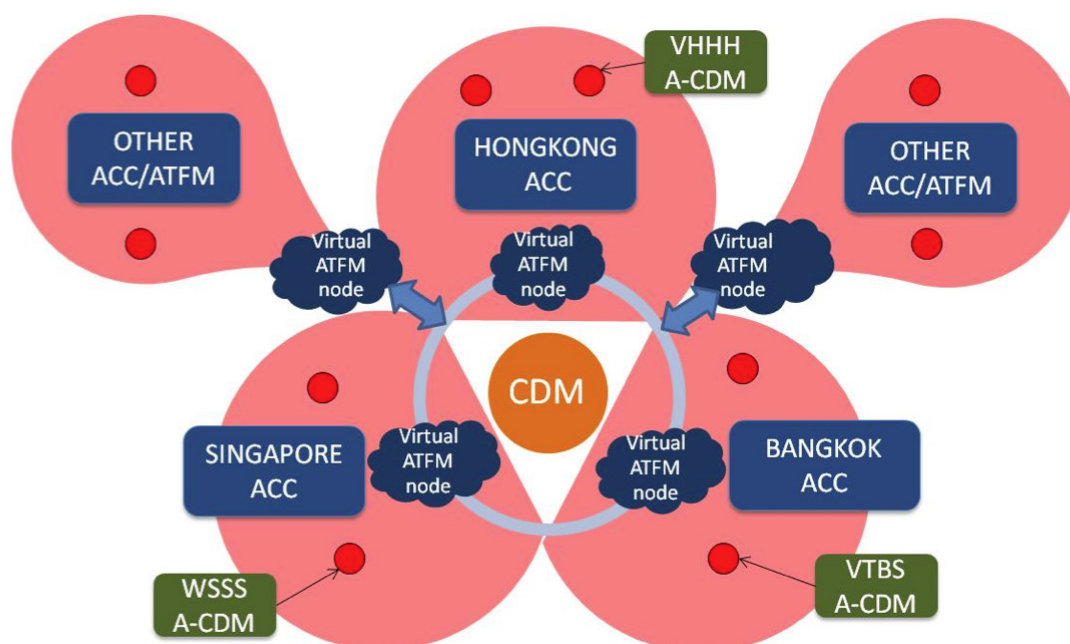 VHHH
A-CDM
OTHER
ACC/ATFM
HONGKONG
ACC
OTHER
ACC/ATFM
Virtual
ATFM
node
Virtual
ATFM
node
Virtual
ATFM
node
CDM
SINGAPORE
ACC
Virtual
ATFM
node
Virtual
ATFM
node
BANGKOK
ACC
WSSS
A-CDM
VTBS
A-CDM